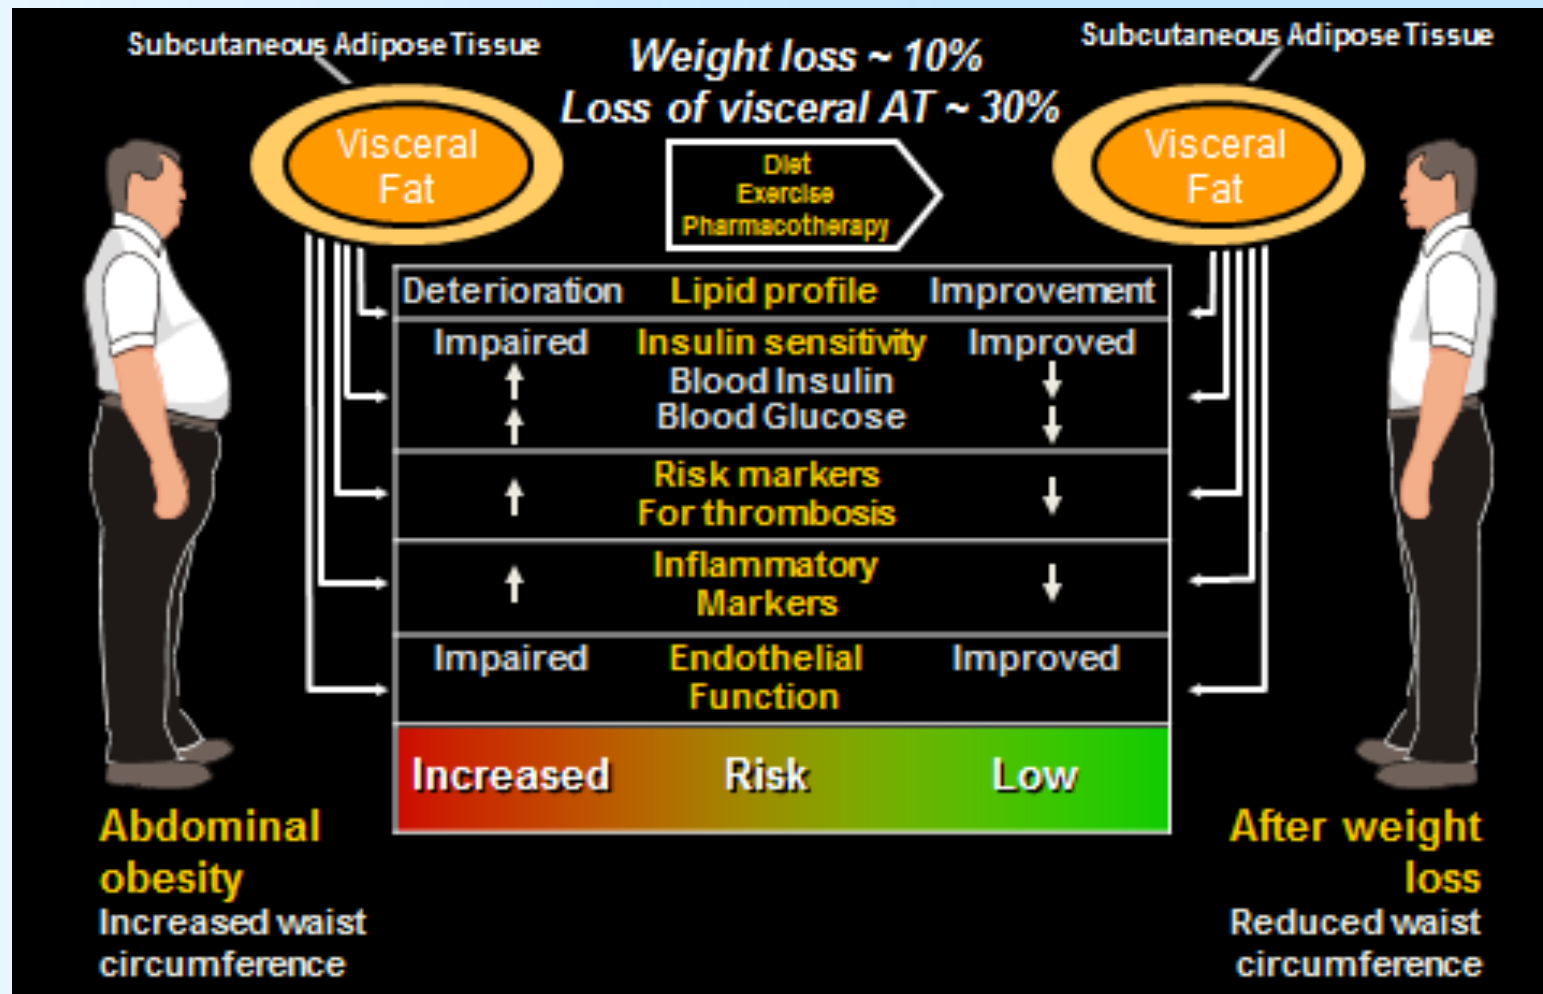 Subcutaneous Adipose Tissue
Weight loss ~ 10%
Loss of visceral AT ~ 30%
Subcutaneous Adipose Tissue
Visceral
Fat
Diet
Exercise
Pharmacotherapy
Visceral
Fat
Deterioration Lipid profile Improvement
Impaired Insulin sensitivity Improved
↑ Blood Insulin ↓
↑ Blood Glucose ↓
Risk markers
↑ For thrombosis ↓
Inflammatory
↑ Markers ↓
Impaired Endothelial Improved
Function
Increased Risk Low
Abdominal
obesity
Increased waist
circumference
After weight
loss
Reduced waist
circumference